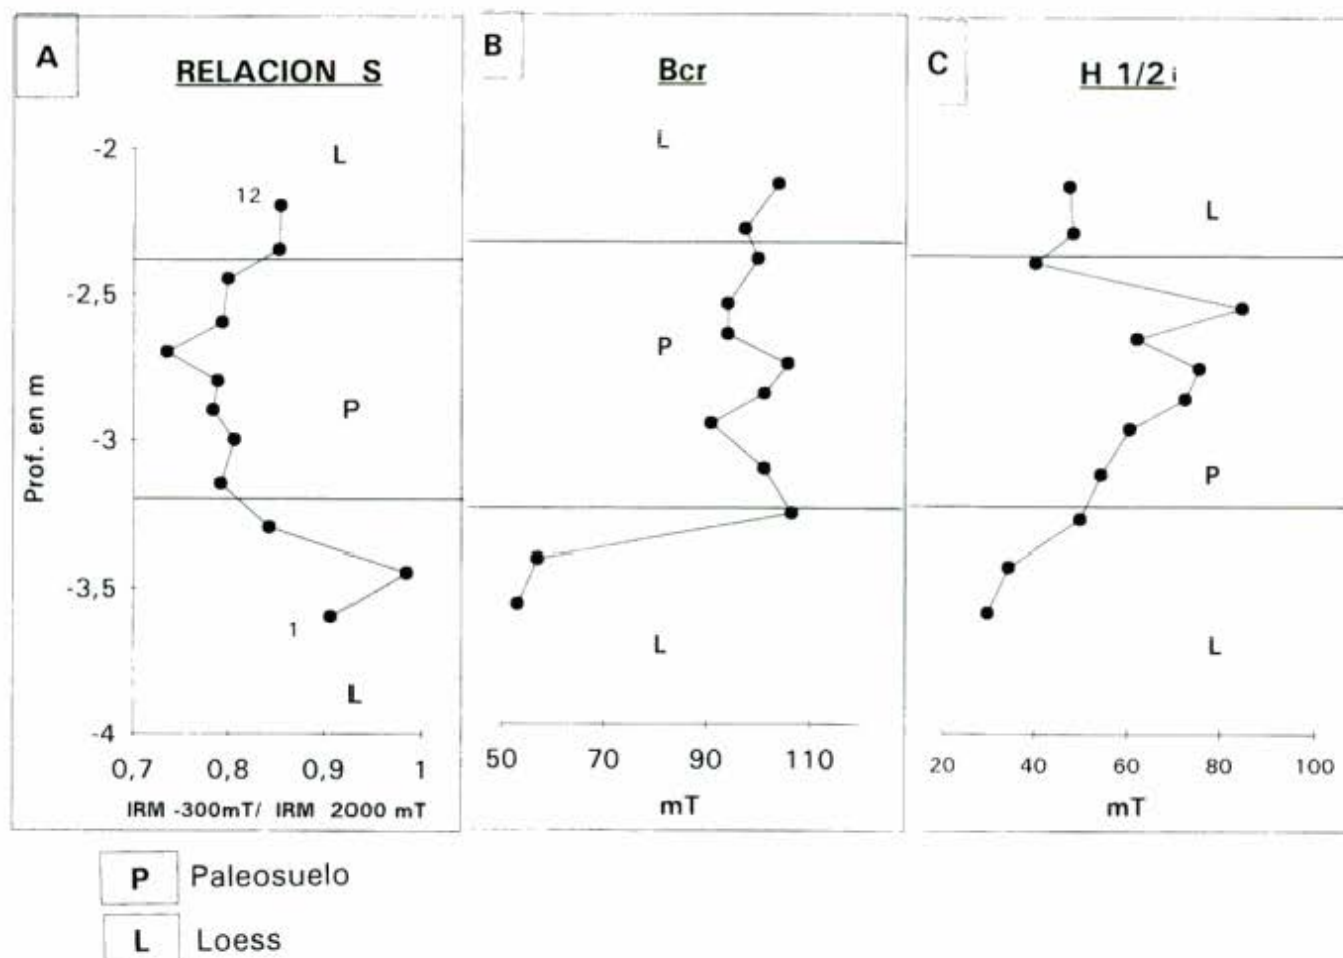 A
RELACION S
L
12
P
1
L
-2
-2,5
-3
-3,5
-4
Prof. en m
0,7 0,8 0,9 1
IRM -300mT/ IRM 2000 mT
B
Bcr
L
P
L
50 70 90 110
mT
C
H 1/2 i
L
P
L
20 40 60 80 100
mT
P Paleosuelo
L Loess